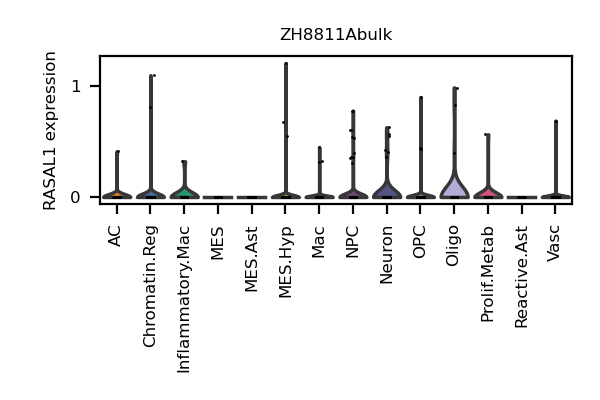 ZH8811Abulk
RASAL1 expression
1
0
AC
Chromatin.Reg
Inflammatory.Mac
MES
MES.Ast
MES.Hyp
Mac
NPC
Neuron
OPC
Oligo
Prolif.Metab
Reactive.Ast
Vasc